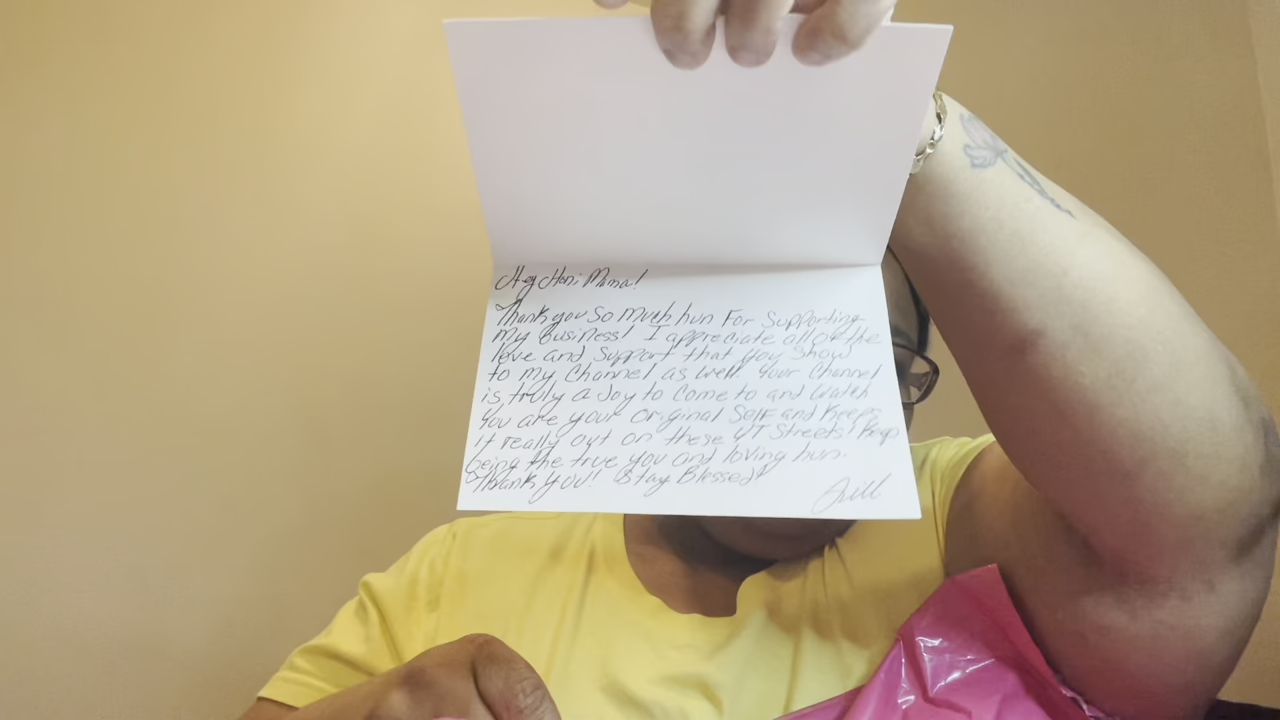 Hey Honi Mama!
Thank you so much hun For Supporting
my Business! I appreciate all of the
love and support that you show
to my Channel as well. Your Channel
is truly a Joy to Come to and watch
You are your original Self and Keeps
it really out on these YT Streets! Keep
being the true you and loving hun.
Thank You! Stay Blessed
Jill